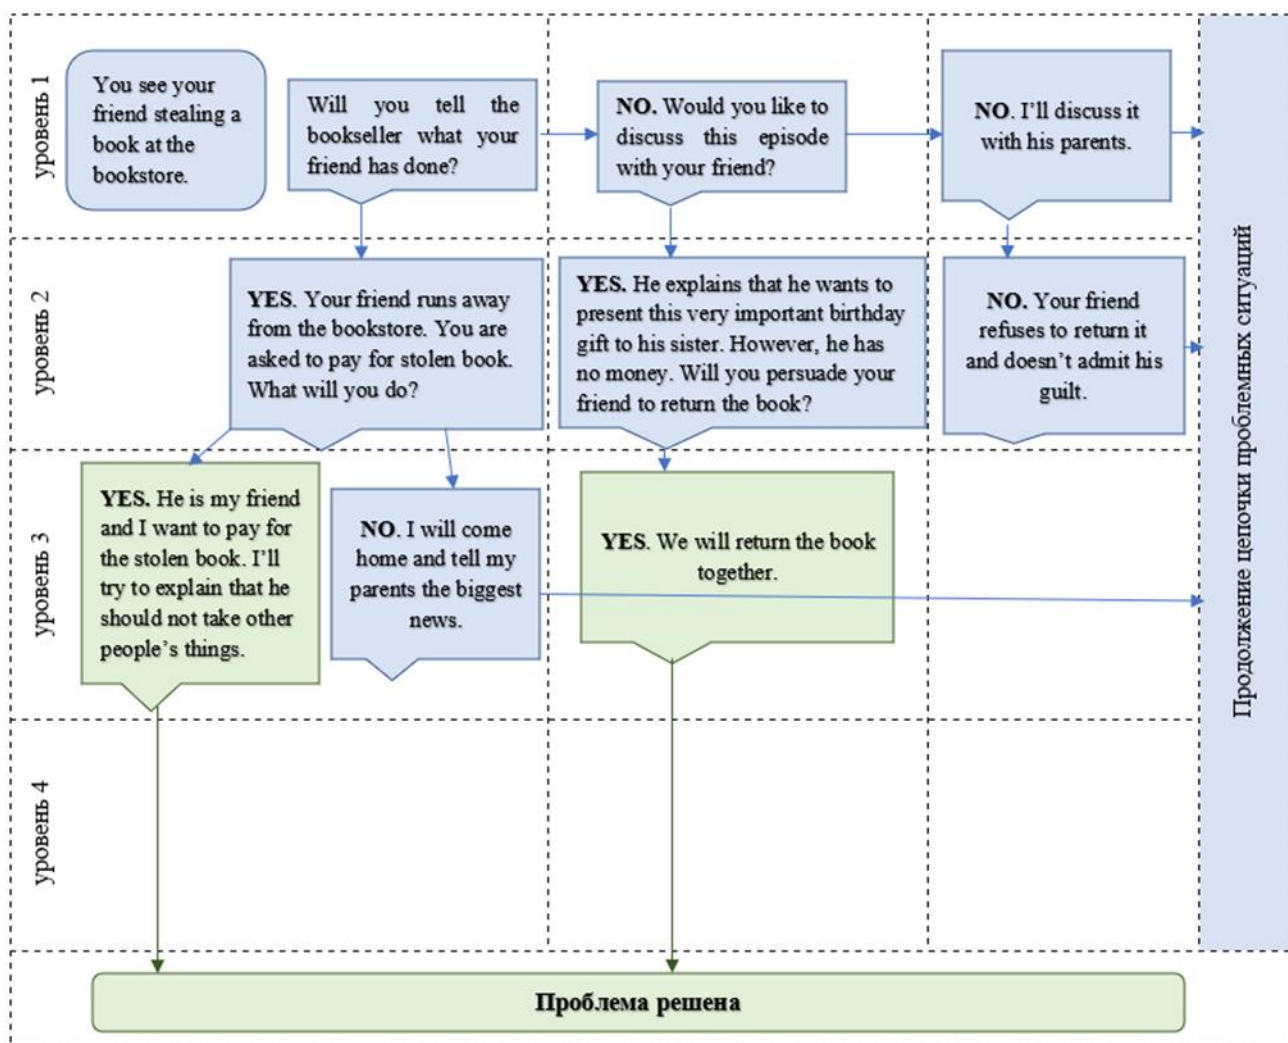 уровень 1
You see your
friend stealing a
book at the
bookstore.
Will you tell the
bookseller what your
friend has done?
NO. Would you like to
discuss this episode
with your friend?
NO. I’ll discuss it
with his parents.
уровень 2
YES. Your friend runs away
from the bookstore. You are
asked to pay for stolen book.
What will you do?
YES. He explains that he wants to
present this very important birthday
gift to his sister. However, he has
no money. Will you persuade your
friend to return the book?
NO. Your friend
refuses to return it
and doesn’t admit his
guilt.
уровень 3
YES. He is my friend
and I want to pay for
the stolen book. I’ll
try to explain that he
should not take other
people’s things.
NO. I will come
home and tell my
parents the biggest
news.
YES. We will return the book
together.
уровень 4
Продолжение цепочки проблемных ситуаций
Проблема решена